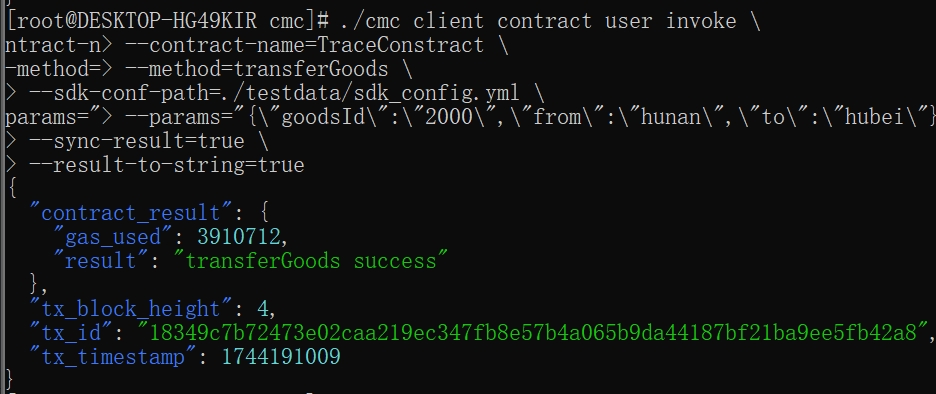 [root@DESKTOP-HG49KIR cmc]# ./cmc client contract user invoke \
ntract-n> --contract-name=TraceConstract \
-method=> --method=transferGoods \
> --sdk-conf-path=./testdata/sdk_config.yml \
params="> --params="{\"goodsId\":\"2000\",\"from\":\"hunan\",\"to\":\"hubei\"}
> --sync-result=true \
> --result-to-string=true
{
  "contract_result": {
    "gas_used": 3910712,
    "result": "transferGoods success"
  },
  "tx_block_height": 4,
  "tx_id": "18349c7b72473e02caa219ec347fb8e57b4a065b9da44187bf21ba9ee5fb42a8",
  "tx_timestamp": 1744191009
}